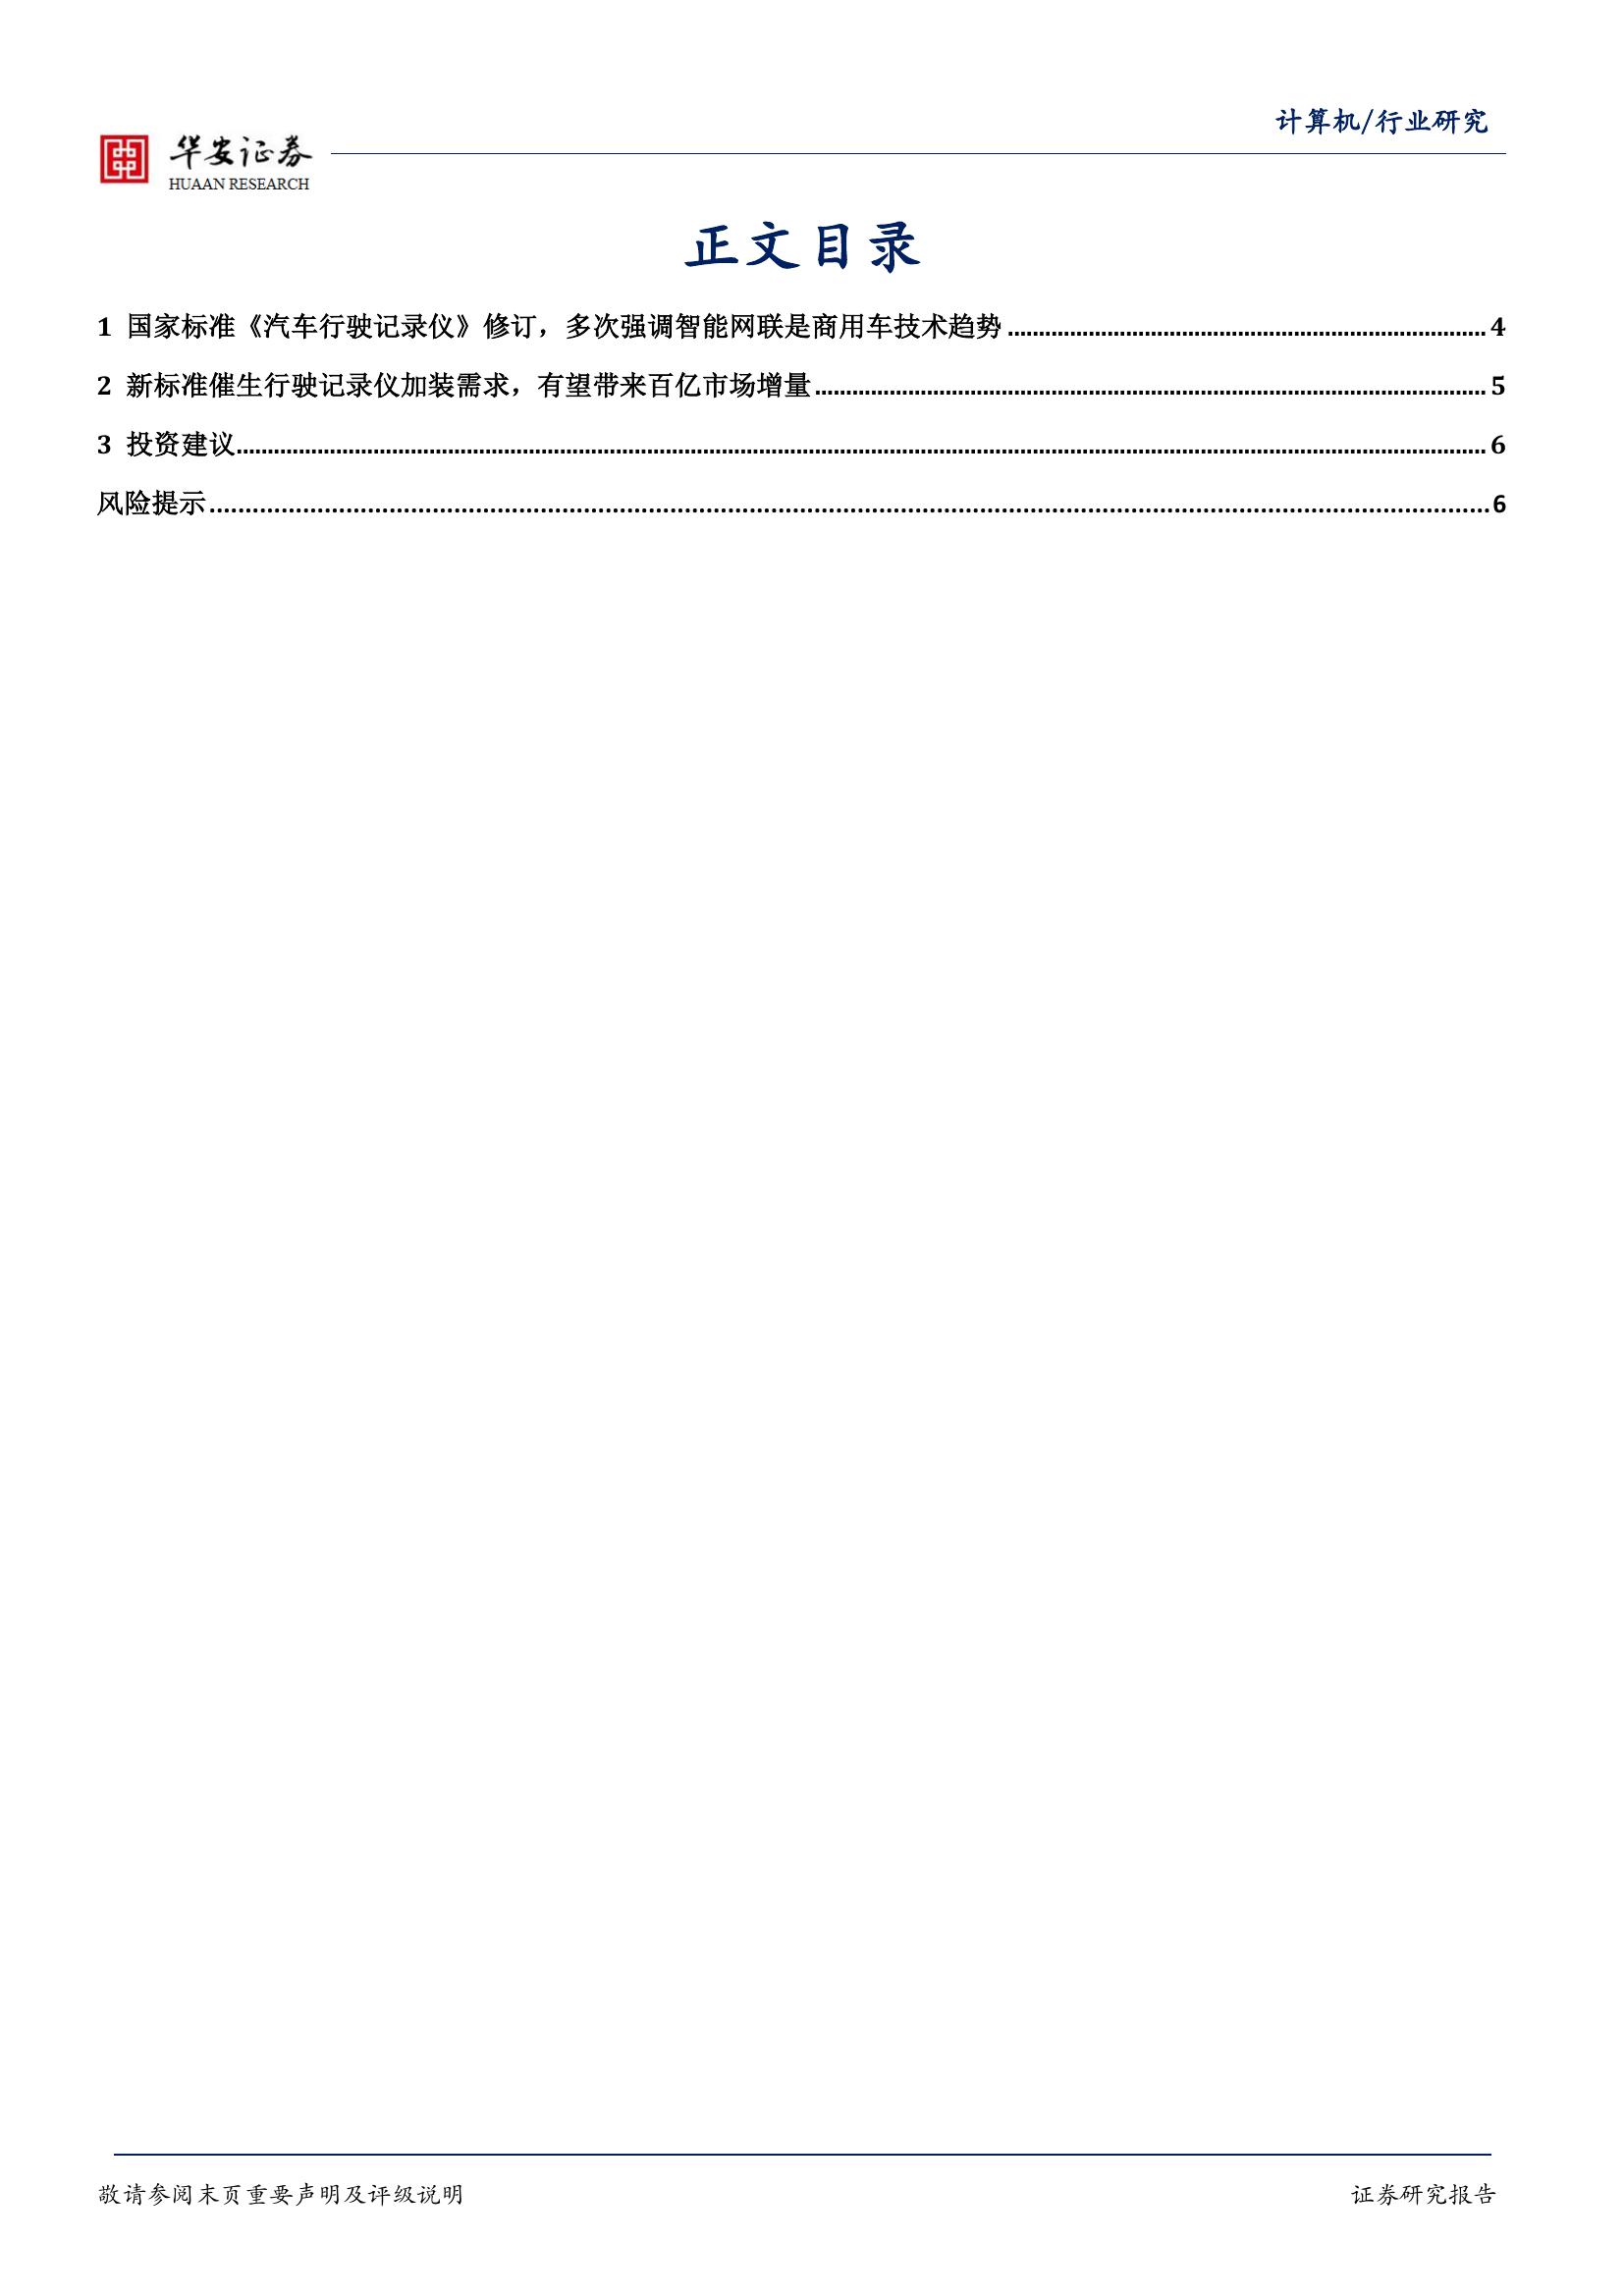 计算机/行业研究
华安证券
HUAAN RESEARCH
正文目录
1 国家标准《汽车行驶记录仪》修订，多次强调智能网联是商用车技术趋势 4
2 新标准催生行驶记录仪加装需求，有望带来百亿市场增量 5
3 投资建议 6
风险提示 6
敬请参阅末页重要声明及评级说明
证券研究报告